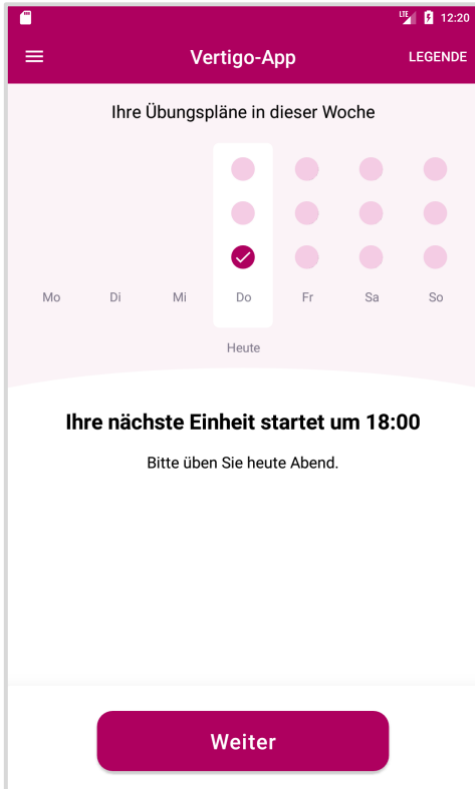 LTE 12:20
Vertigo-App LEGENDE
Ihre Übungspläne in dieser Woche
Mo Di Mi Do Fr Sa So
Heute
Ihre nächste Einheit startet um 18:00
Bitte üben Sie heute Abend.
Weiter